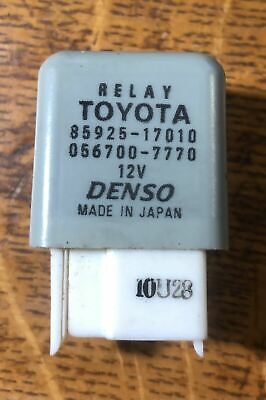 RELAY
TOYOTA
85925-17010
056700-7770
12V
DENSO
MADE IN JAPAN
10U28